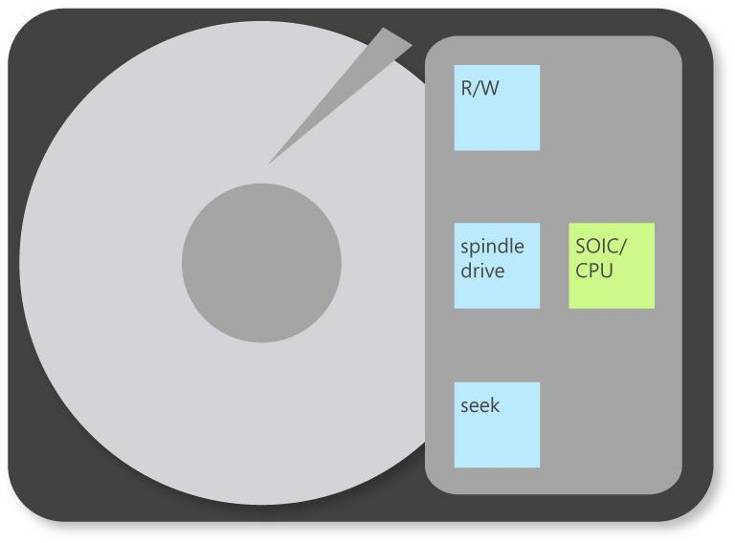 R/W
spindle
drive
SOIC/
CPU
seek